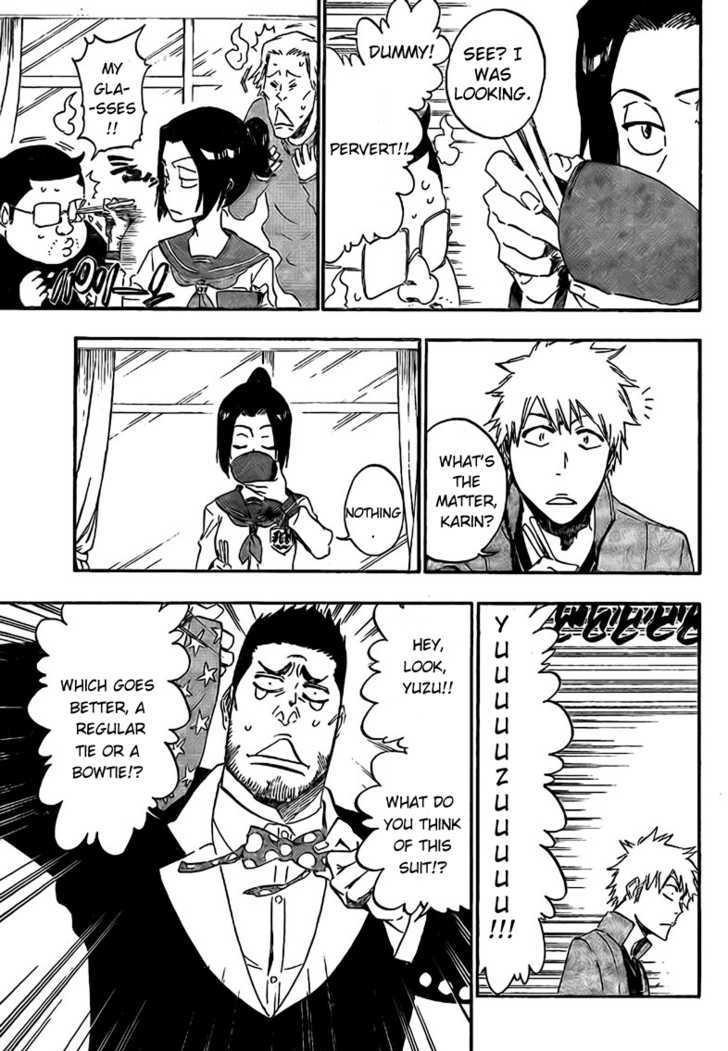 SEE? I
WAS
LOOKING.
DUMMY!
PERVERT!!
MY
GLA-
-SSES
!!
WHAT'S
THE
MATTER,
KARIN?
NOTHING
.
YUUUUUUZUUUUUU!!!
HEY,
LOOK,
YUZU!!
WHAT DO
YOU THINK
OF THIS
SUIT!?
WHICH GOES
BETTER, A
REGULAR
TIE OR A
BOWTIE!?